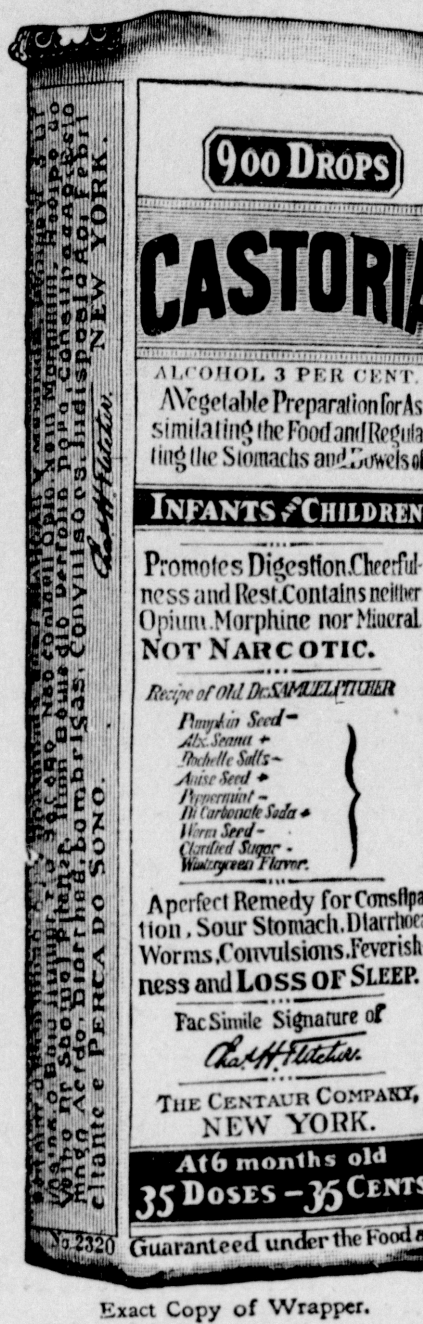 900 DROPS
CASTORIA
ALCOHOL 3 PER CENT.
A Vegetable Preparation for As
similating the Food and Regula
ting the Stomachs and Bowels of
INFANTS AND CHILDREN
Promotes Digestion.Cheerful-
ness and Rest.Contains neither
Opium.Morphine nor Mineral
NOT NARCOTIC.
Recipe of Old Dr.SAMUEL PITCHER
Pumpkin Seed-
Alx.Senna +
Rochelle Salts-
Anise Seed +
Peppermint -
Bi Carbonate Soda +
Worm Seed-
Clarified Sugar -
Wintergreen Flavor.
A perfect Remedy for Constipa
tion, Sour Stomach.Diarrhoea
Worms,Convulsions.Feverish
ness and LOSS OF SLEEP.
Fac Simile Signature of
Chas. H. Fletcher.
THE CENTAUR COMPANY,
NEW YORK.
At 6 months old
35 DOSES - 35 CENTS
Guaranteed under the Food a
e PERCA DO SONO.
Chas. H. Fletcher.
NEW YORK.
No.2320
Exact Copy of Wrapper.